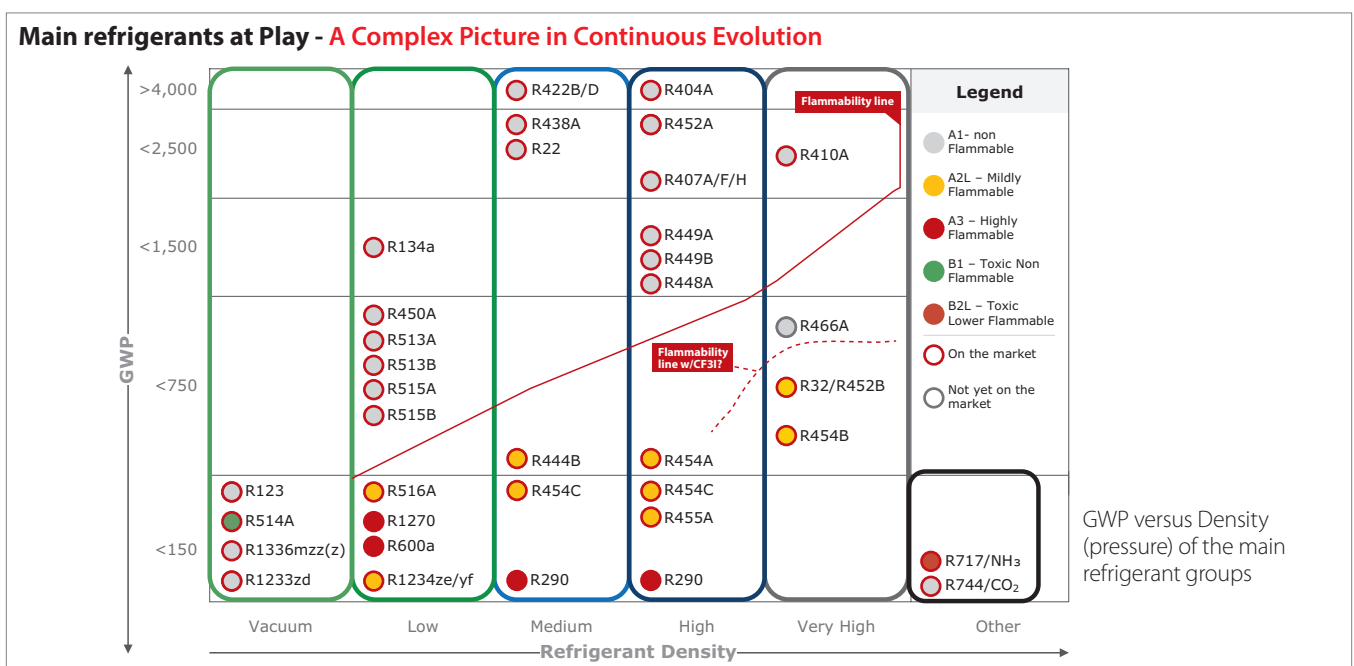 Main refrigerants at Play - A Complex Picture in Continuous Evolution
GWP
>4,000
<2,500
<1,500
<750
<150
R123
R514A
R1336mzz(z)
R1233zd
R134a
R450A
R513A
R513B
R515A
R515B
R516A
R1270
R600a
R1234ze/yf
R422B/D
R438A
R22
R444B
R454C
R290
R404A
R452A
R407A/F/H
R449A
R449B
R448A
Flammability
line w/CF3I?
R454A
R454C
R455A
R290
Flammability line
R410A
R466A
R32/R452B
R454B
Legend
A1- non
Flammable
A2L – Mildly
Flammable
A3 – Highly
Flammable
B1 – Toxic Non
Flammable
B2L – Toxic
Lower Flammable
On the market
Not yet on the
market
R717/NH₃
R744/CO₂
Vacuum
Low
Medium
High
Very High
Other
Refrigerant Density
GWP versus Density
(pressure) of the main
refrigerant groups